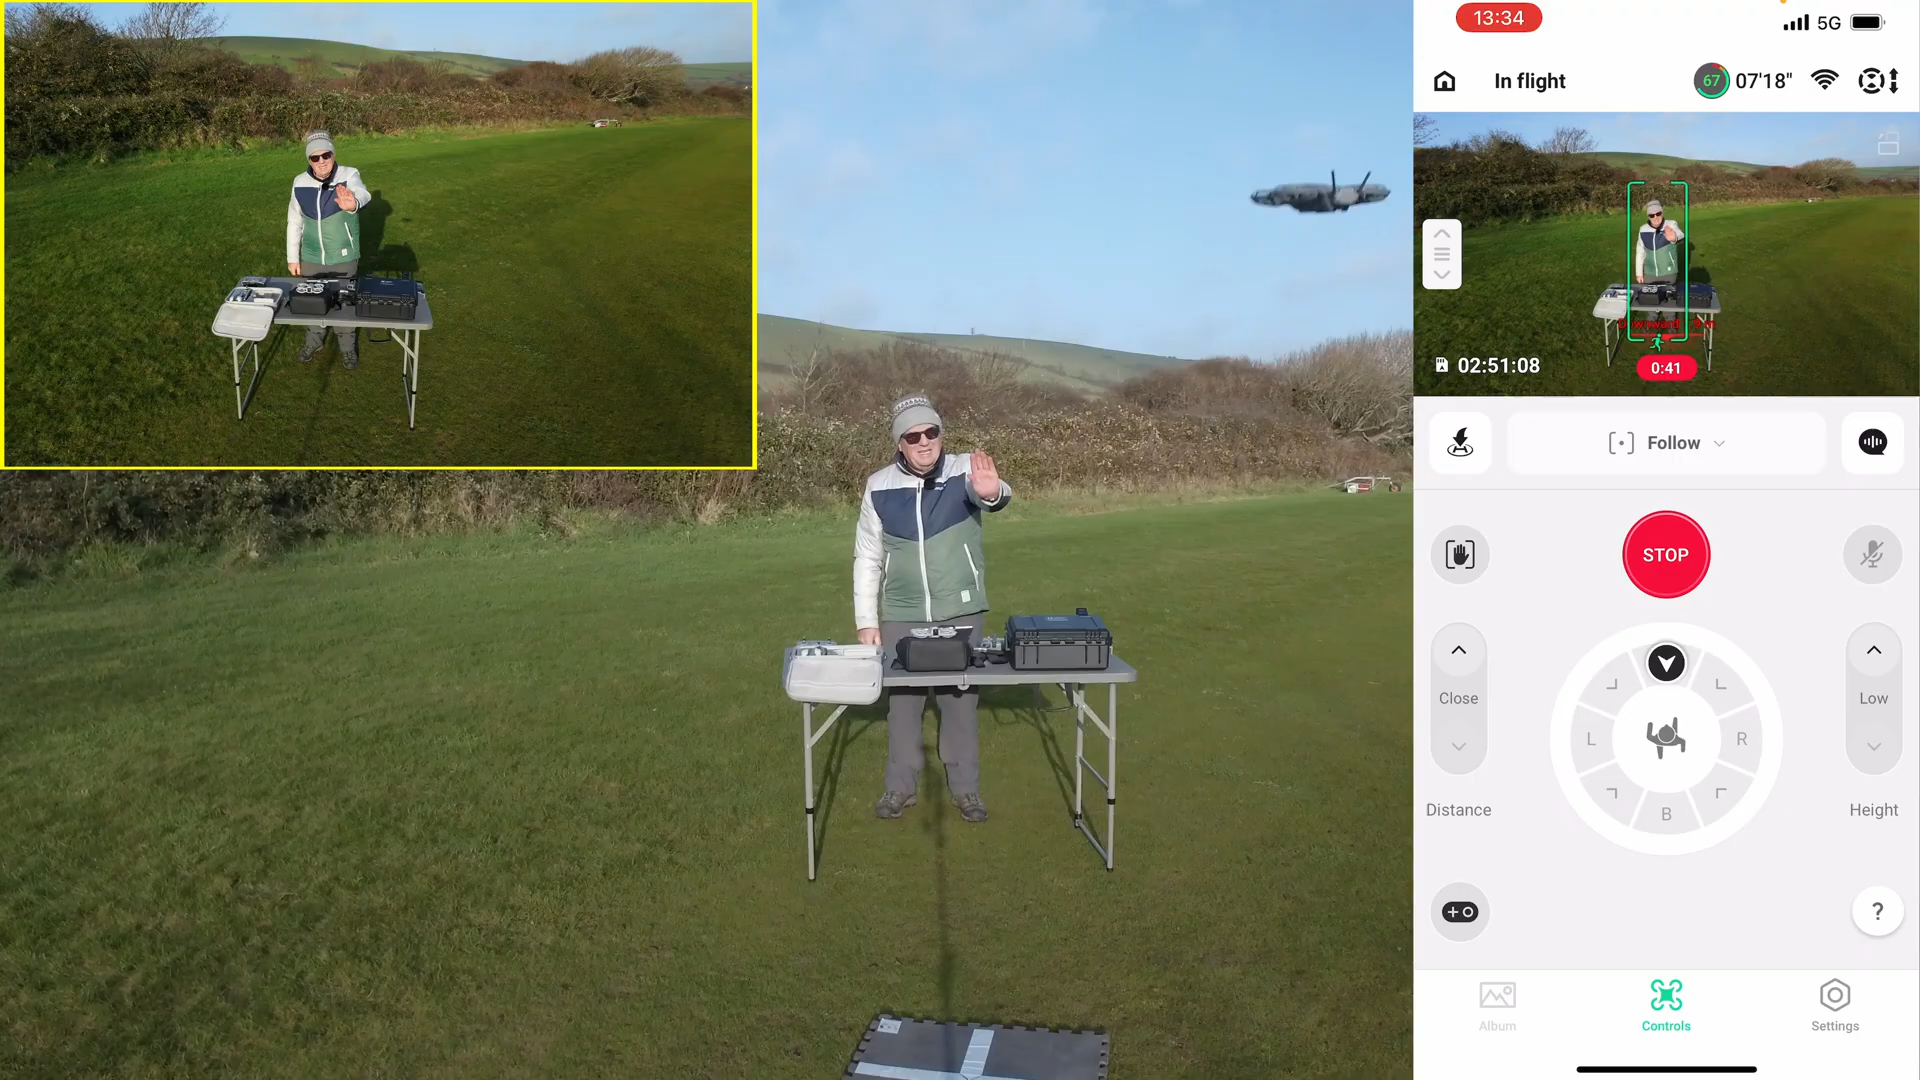 13:34
5G
In flight
67
07'18"
02:51:08
0:41
Follow
STOP
Close
Low
L
R
B
Distance
Height
?
Album
Controls
Settings